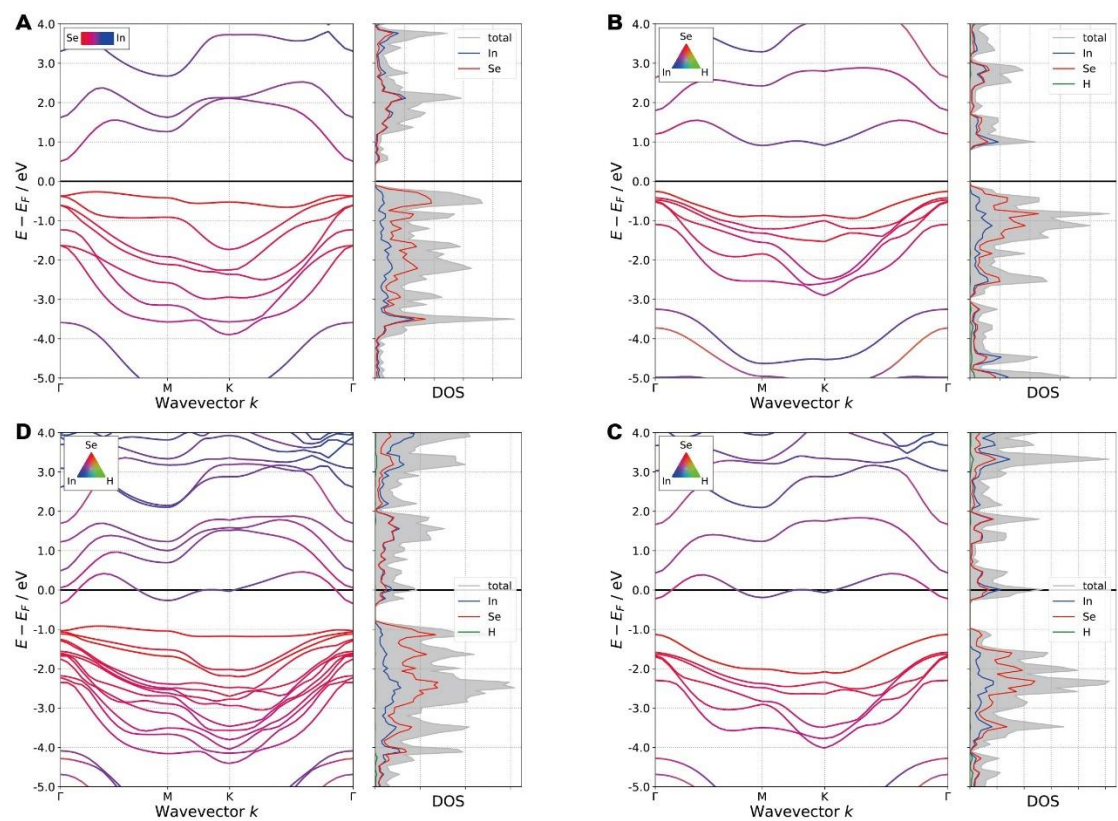 A
Se In
E − E_F / eV
4.0
3.0
2.0
1.0
0.0
-1.0
-2.0
-3.0
-4.0
-5.0
Γ M K Γ
Wavevector k
total
In
Se
DOS
B
Se
In H
E − E_F / eV
4.0
3.0
2.0
1.0
0.0
-1.0
-2.0
-3.0
-4.0
-5.0
Γ M K Γ
Wavevector k
total
In
Se
H
DOS
D
Se
In H
E − E_F / eV
4.0
3.0
2.0
1.0
0.0
-1.0
-2.0
-3.0
-4.0
-5.0
Γ M K Γ
Wavevector k
total
In
Se
H
DOS
C
Se
In H
E − E_F / eV
4.0
3.0
2.0
1.0
0.0
-1.0
-2.0
-3.0
-4.0
-5.0
Γ M K Γ
Wavevector k
total
In
Se
H
DOS